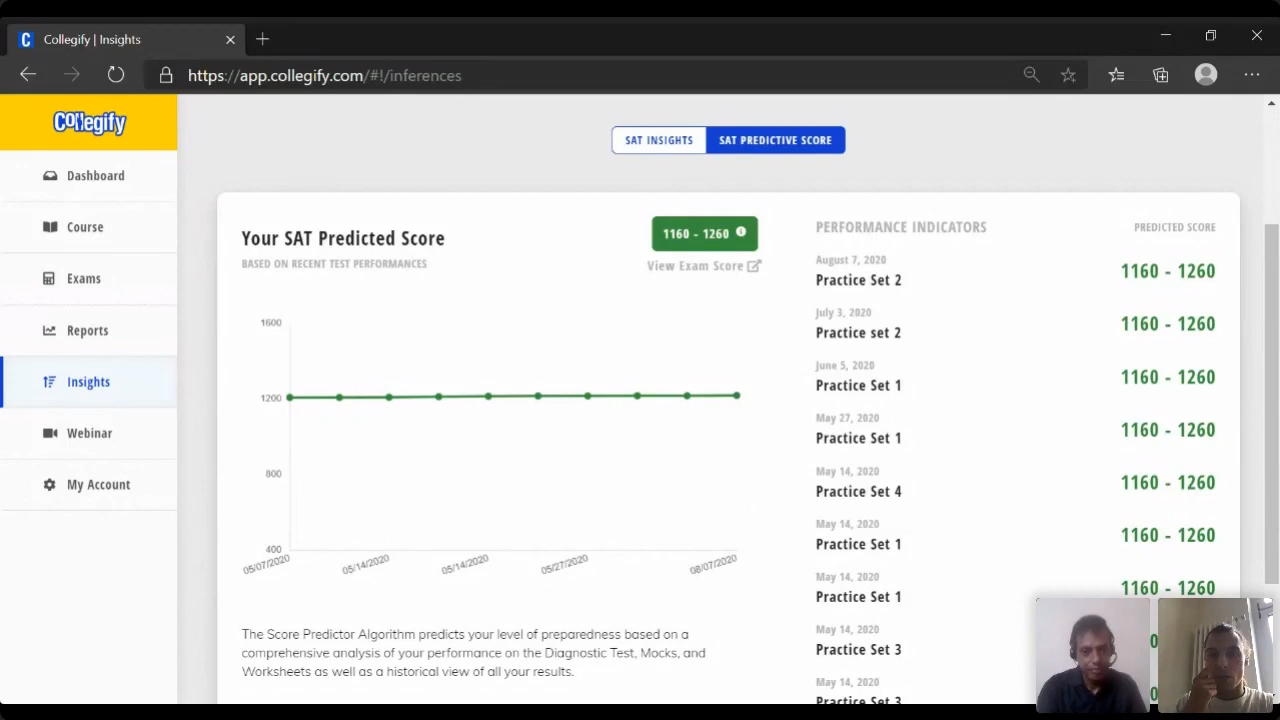 Collegify | Insights
https://app.collegify.com/#!/inferences
Collegify
Dashboard
Course
Exams
Reports
Insights
Webinar
My Account
SAT INSIGHTS
SAT PREDICTIVE SCORE
Your SAT Predicted Score
BASED ON RECENT TEST PERFORMANCES
1160 - 1260
View Exam Score
1600
1200
800
400
05/07/2020
05/14/2020
05/14/2020
05/27/2020
08/07/2020
The Score Predictor Algorithm predicts your level of preparedness based on a
comprehensive analysis of your performance on the Diagnostic Test, Mocks, and
Worksheets as well as a historical view of all your results.
PERFORMANCE INDICATORS
PREDICTED SCORE
August 7, 2020
Practice Set 2
1160 - 1260
July 3, 2020
Practice set 2
1160 - 1260
June 5, 2020
Practice Set 1
1160 - 1260
May 27, 2020
Practice Set 1
1160 - 1260
May 14, 2020
Practice Set 4
1160 - 1260
May 14, 2020
Practice Set 1
1160 - 1260
May 14, 2020
Practice Set 1
1160 - 1260
May 14, 2020
Practice Set 3
May 14, 2020
Practice Set 3